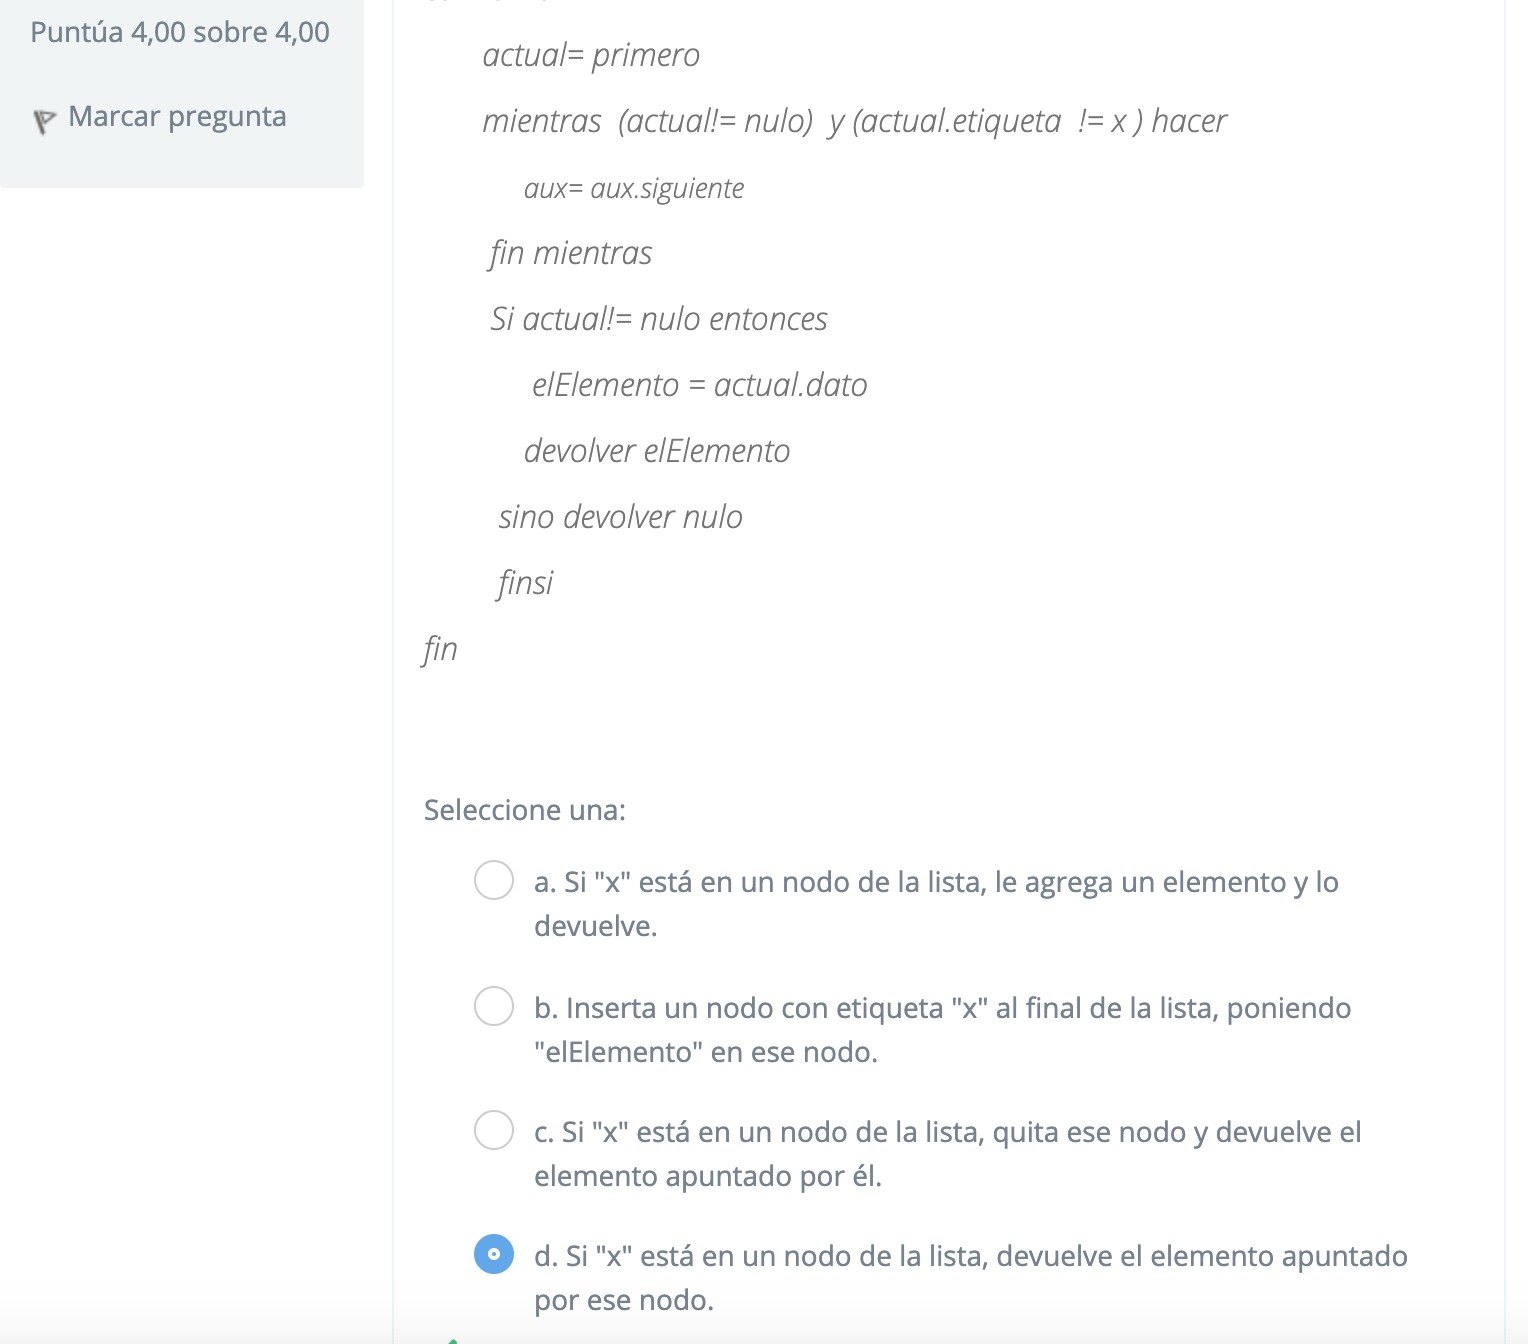 Puntúa 4,00 sobre 4,00
Marcar pregunta
actual= primero
mientras (actual!= nulo) y (actual.etiqueta != x ) hacer
aux= aux.siguiente
fin mientras
Si actual!= nulo entonces
elElemento = actual.dato
devolver elElemento
sino devolver nulo
finsi
fin
Seleccione una:
a. Si "x" está en un nodo de la lista, le agrega un elemento y lo
devuelve.
b. Inserta un nodo con etiqueta "x" al final de la lista, poniendo
"elElemento" en ese nodo.
c. Si "x" está en un nodo de la lista, quita ese nodo y devuelve el
elemento apuntado por él.
d. Si "x" está en un nodo de la lista, devuelve el elemento apuntado
por ese nodo.